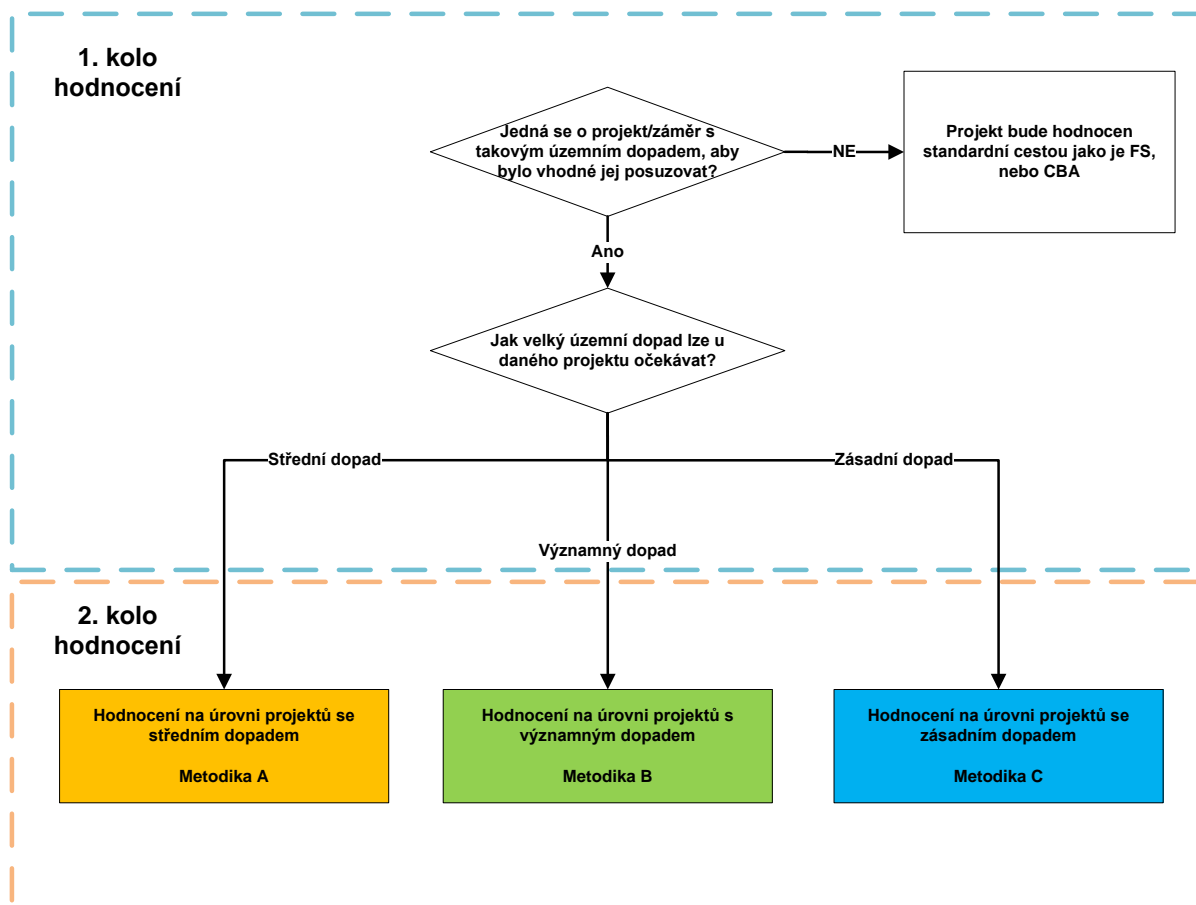 1. kolo
hodnocení
Jedná se o projekt/záměr s
takovým územním dopadem, aby
bylo vhodné jej posuzovat?
NE
Projekt bude hodnocen
standardní cestou jako je FS,
nebo CBA
Ano
Jak velký územní dopad lze u
daného projektu očekávat?
Střední dopad
Zásadní dopad
Významný dopad
2. kolo
hodnocení
Hodnocení na úrovni projektů se
středním dopadem
Metodika A
Hodnocení na úrovni projektů s
významným dopadem
Metodika B
Hodnocení na úrovni projektů se
zásadním dopadem
Metodika C